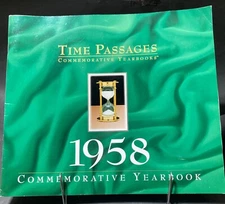 TIME PASSAGES
COMMEMORATIVE YEARBOOKS
1958
COMMEMORATIVE YEARBOOK